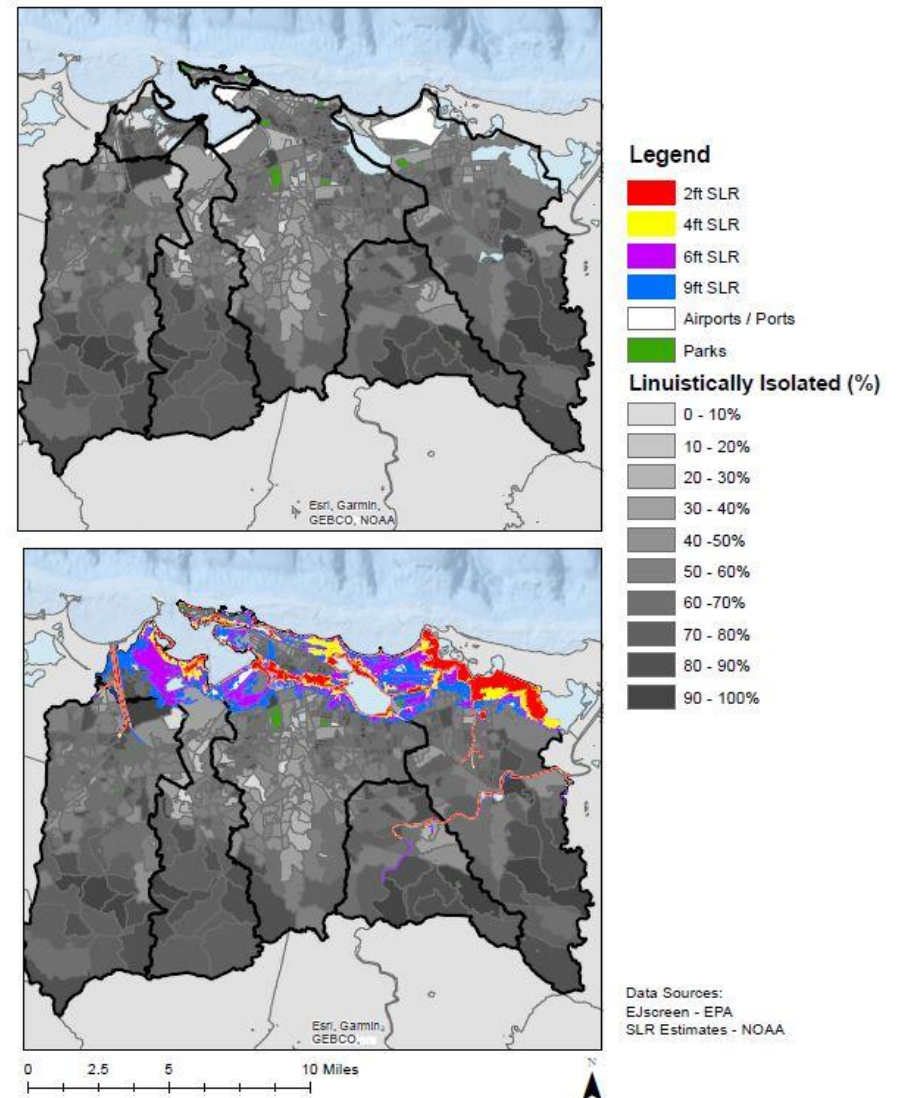 Esri, Garmin,
GEBCO, NOAA
Legend
2ft SLR
4ft SLR
6ft SLR
9ft SLR
Airports / Ports
Parks
Linuistically Isolated (%)
0 - 10%
10 - 20%
20 - 30%
30 - 40%
40 -50%
50 - 60%
60 -70%
70 - 80%
80 - 90%
90 - 100%
Esri, Garmin,
GEBCO,
Data Sources:
EJscreen - EPA
SLR Estimates - NOAA
0 2.5 5 10 Miles
N